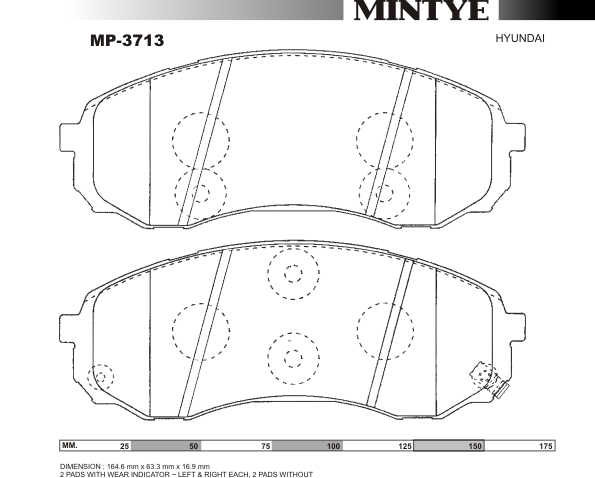 MINTYE
MP-3713
HYUNDAI
MM. 25 50 75 100 125 150 175
DIMENSION : 164.6 mm x 63.3 mm x 16.9 mm
2 PADS WITH WEAR INDICATOR – LEFT & RIGHT EACH, 2 PADS WITHOUT